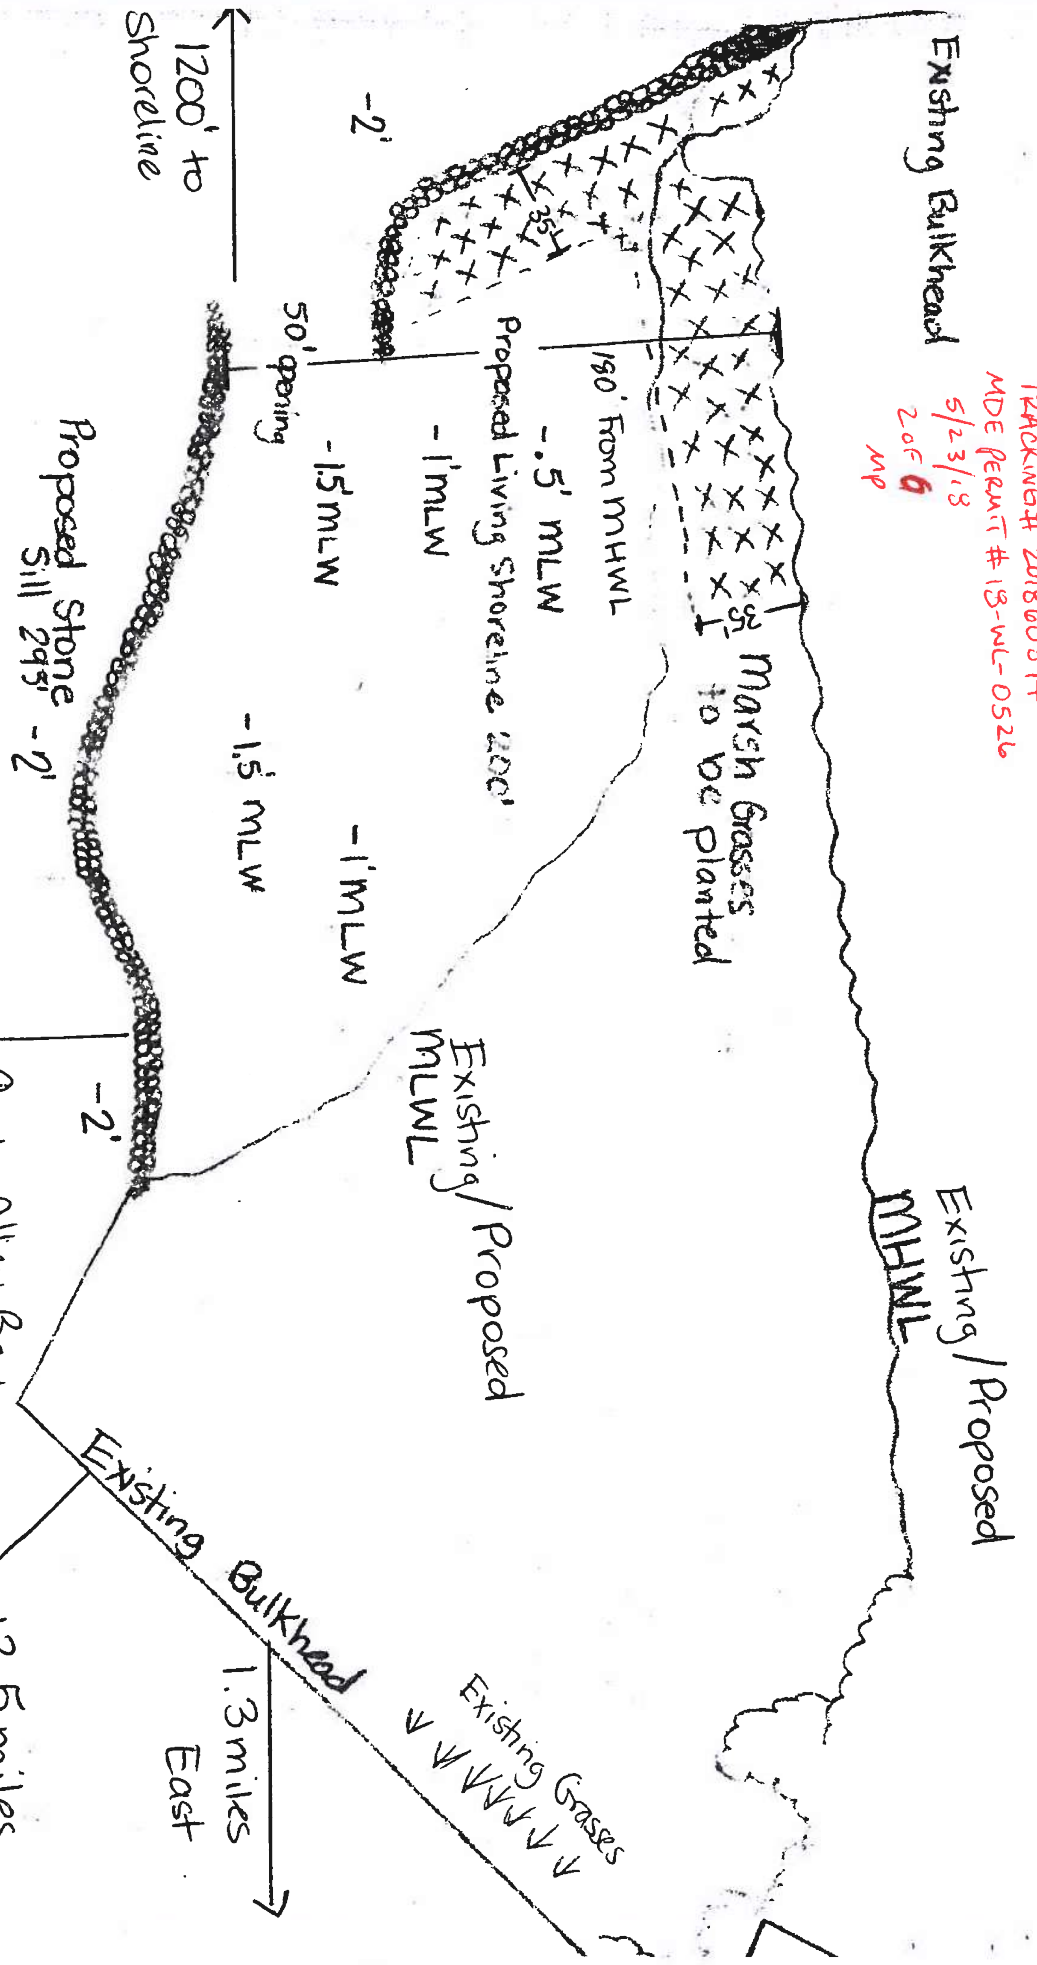 MDE PERMIT # 18-WL-0526
5/23/18
2 OF 6
MP
Existing Bulkhead
Existing/Proposed
MHWL
35'
Marsh Grasses
to be planted
35'
180' From MHWL
-.5' MLW
Proposed Living Shoreline 200'
-1' MLW
-1' MLW
-1.5' MLW
-1.5' MLW
50'
opening
-2'
Existing/Proposed
MLWL
1200' to
Shoreline
Proposed Stone
Sill 295' -2'
-2'
Existing Bulkhead
Existing Grasses
1.3 miles
East